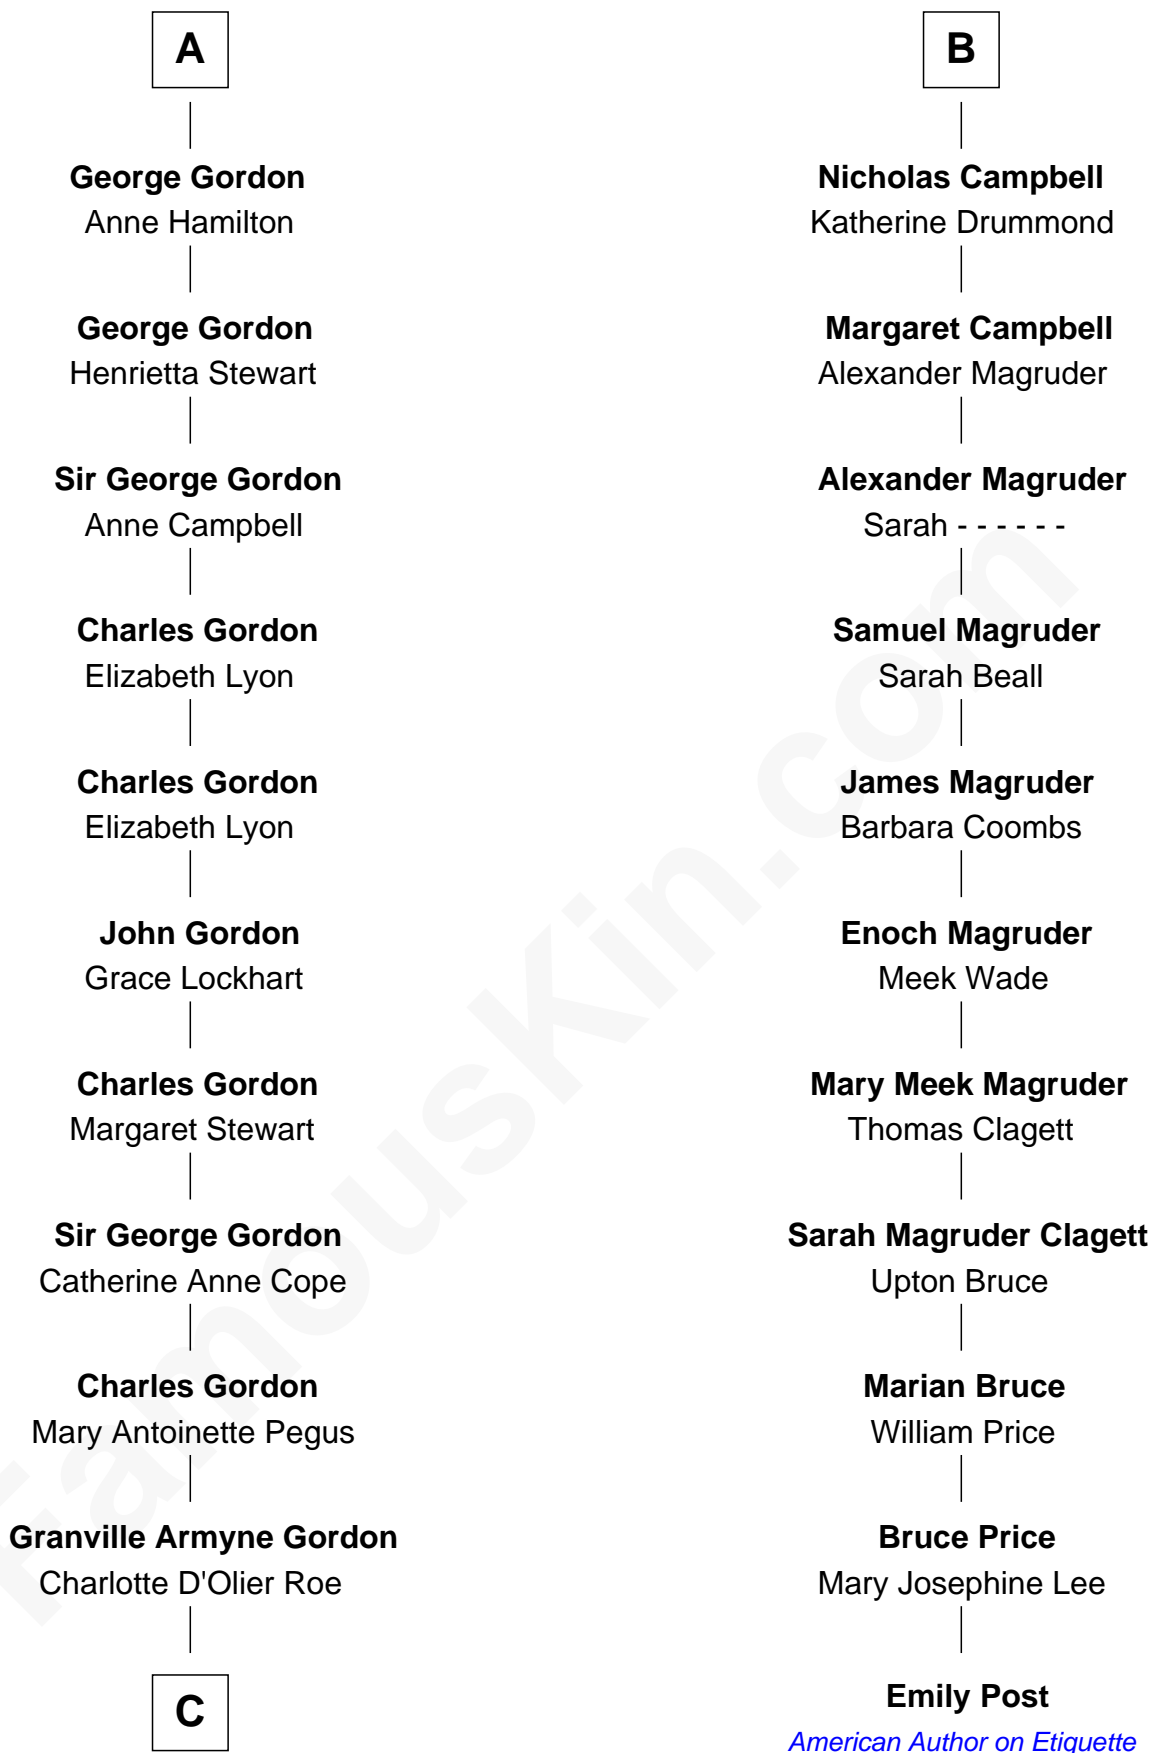 A
George Gordon
Anne Hamilton
George Gordon
Henrietta Stewart
Sir George Gordon
Anne Campbell
Charles Gordon
Elizabeth Lyon
Charles Gordon
Elizabeth Lyon
John Gordon
Grace Lockhart
Charles Gordon
Margaret Stewart
Sir George Gordon
Catherine Anne Cope
Charles Gordon
Mary Antoinette Pegus
Granville Armyne Gordon
Charlotte D'Olier Roe
C
B
Nicholas Campbell
Katherine Drummond
Margaret Campbell
Alexander Magruder
Alexander Magruder
Sarah - - - - - -
Samuel Magruder
Sarah Beall
James Magruder
Barbara Coombs
Enoch Magruder
Meek Wade
Mary Meek Magruder
Thomas Clagett
Sarah Magruder Clagett
Upton Bruce
Marian Bruce
William Price
Bruce Price
Mary Josephine Lee
Emily Post
American Author on Etiquette
FamousKin.com